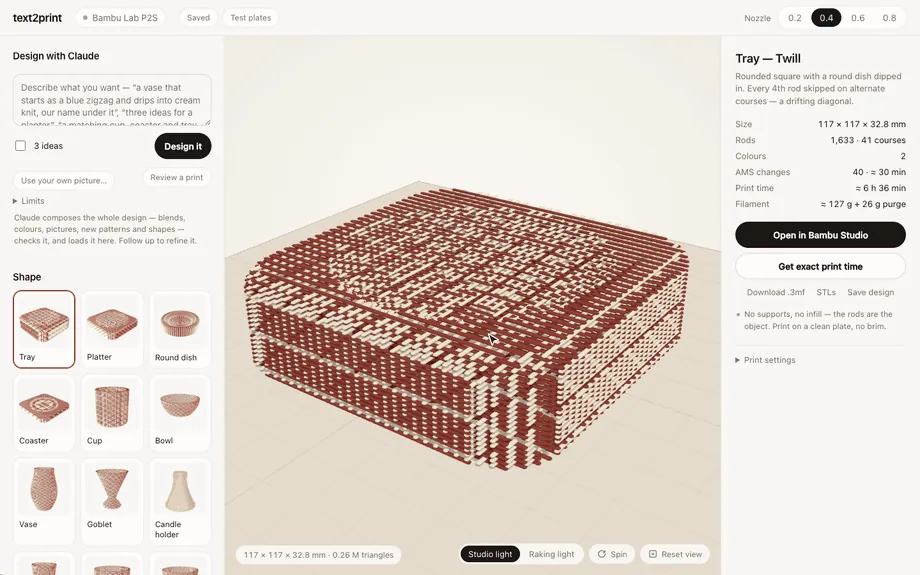 text2print
Bambu Lab P2S
Saved
Test plates
Nozzle
0.2
0.4
0.6
0.8
Design with Claude
Describe what you want — “a vase that
starts as a blue zigzag and drips into cream
knit, our name under it”, “three ideas for a
planter”, “a matching cup, coaster and tray
3 ideas
Design it
Use your own picture...
Review a print
Limits
Claude composes the whole design — blends,
colours, pictures, new patterns and shapes —
checks it, and loads it here. Follow up to refine it.
Shape
Tray
Platter
Round dish
Coaster
Cup
Bowl
Vase
Goblet
Candle
holder
117 × 117 × 32.8 mm · 0.26 M triangles
Studio light
Raking light
Spin
Reset view
Tray — Twill
Rounded square with a round dish dipped
in. Every 4th rod skipped on alternate
courses — a drifting diagonal.
Size 117 × 117 × 32.8 mm
Rods 1,633 · 41 courses
Colours 2
AMS changes 40 · ≈ 30 min
Print time ≈ 6 h 36 min
Filament ≈ 127 g + 26 g purge
Open in Bambu Studio
Get exact print time
Download .3mf
STLs
Save design
No supports, no infill — the rods are the
object. Print on a clean plate, no brim.
Print settings